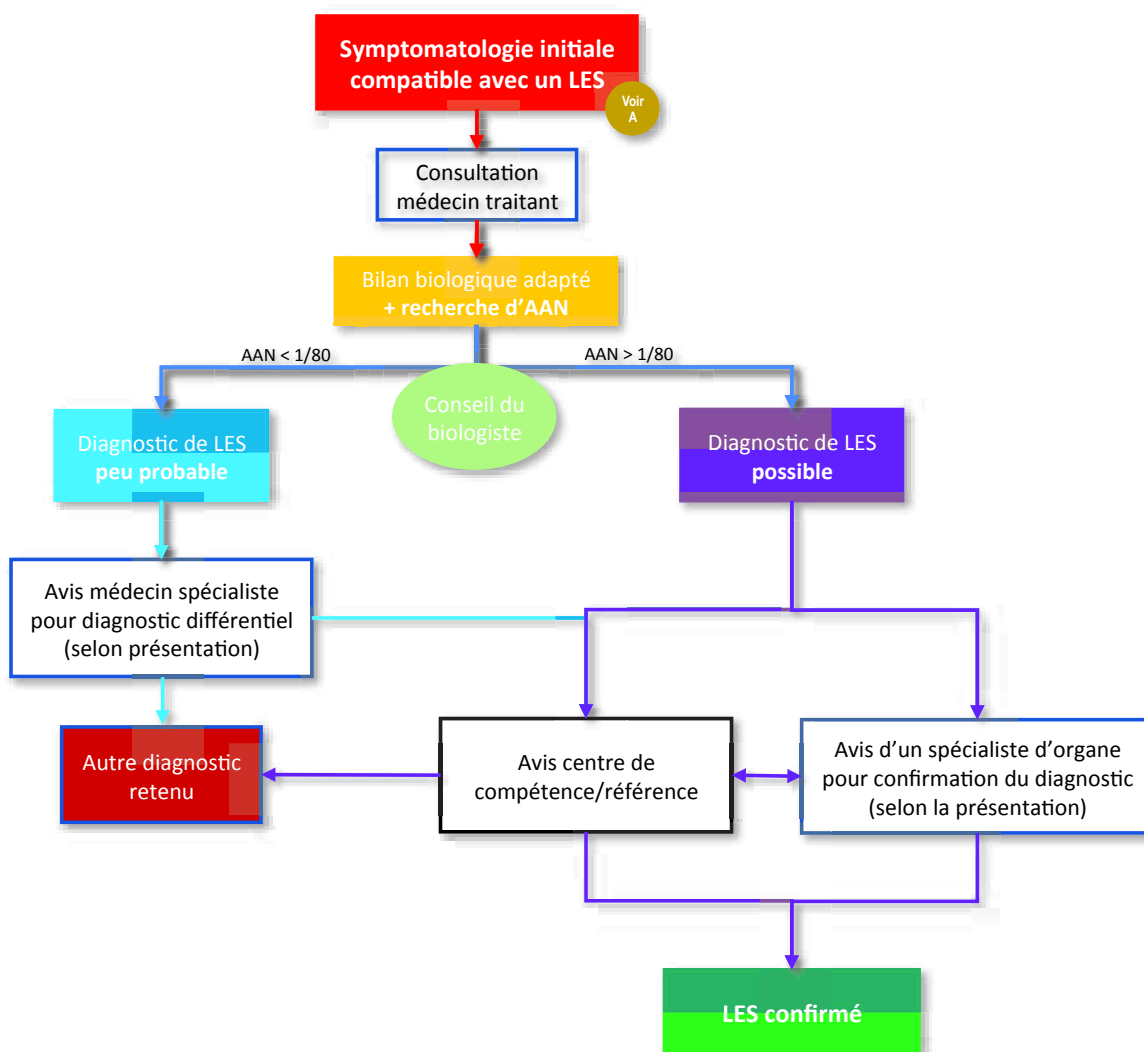 Symptomatologie initiale
compatible avec un LES
Voir
A
Consultation
médecin traitant
Bilan biologique adapté
+ recherche d’AAN
AAN < 1/80
AAN > 1/80
Conseil du
biologiste
Diagnostic de LES
peu probable
Diagnostic de LES
possible
Avis médecin spécialiste
pour diagnostic différentiel
(selon présentation)
Autre diagnostic
retenu
Avis centre de
compétence/référence
Avis d’un spécialiste d’organe
pour confirmation du diagnostic
(selon la présentation)
LES confirmé